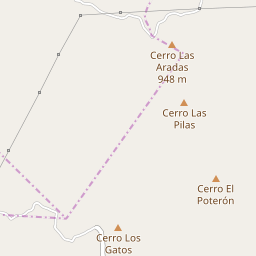 Cerro Las
Aradas
948 m
Cerro Las
Pilas
Cerro El
Poterón
Cerro Los
Gatos